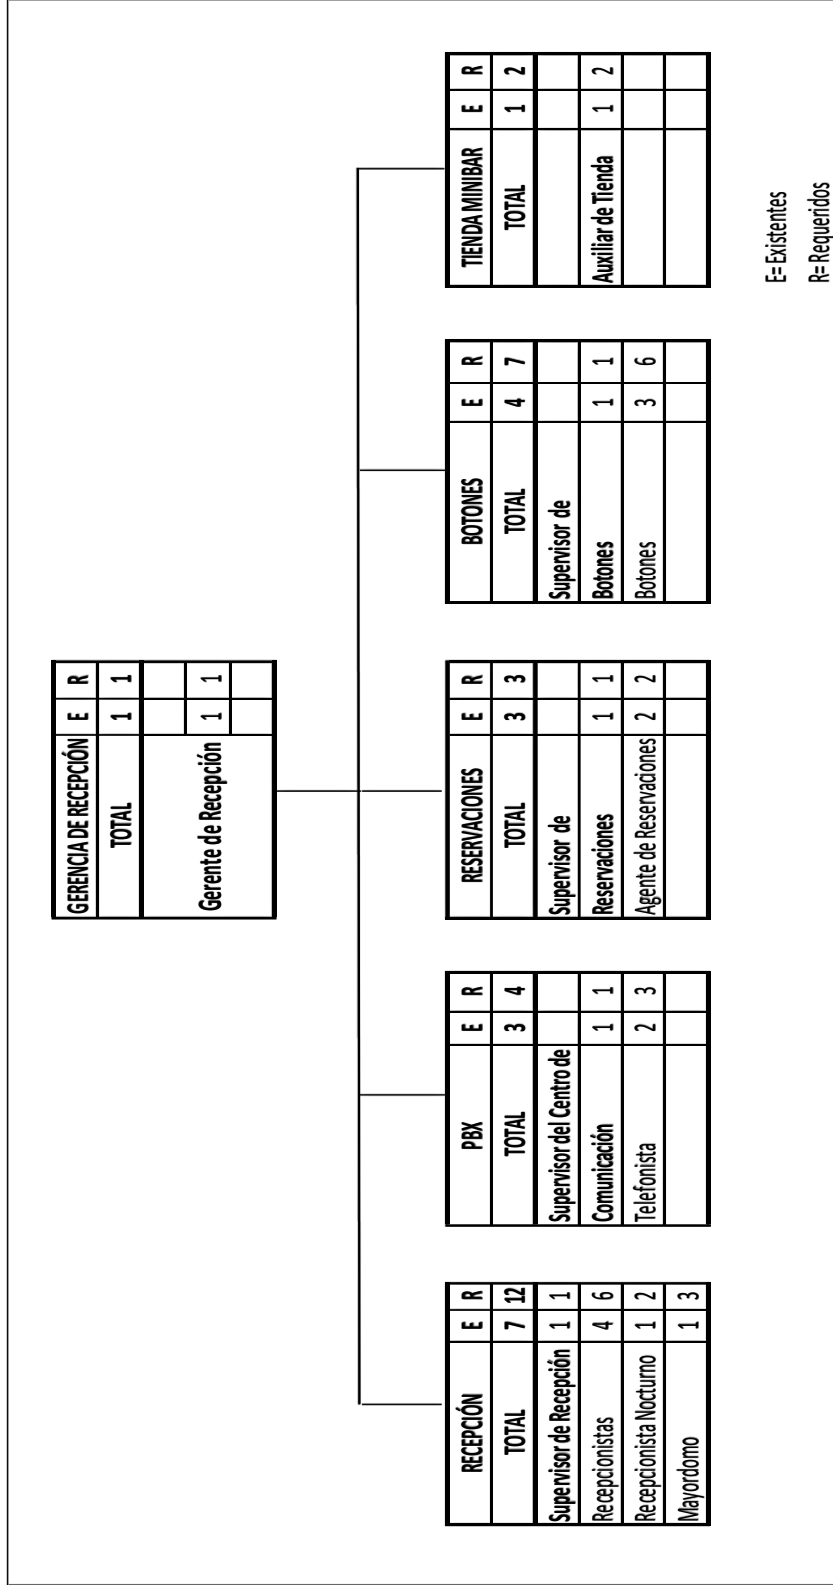 GERENCIA DE RECEPCIÓN E R
TOTAL 1 1
Gerente de Recepción 1 1
RECEPCIÓN E R
TOTAL 7 12
Supervisor de Recepción 1 1
Recepcionistas 4 6
Recepcionista Nocturno 1 2
Mayordomo 1 3
PBX E R
TOTAL 3 4
Supervisor del Centro de
Comunicación 1 1
Telefonista 2 3
RESERVACIONES E R
TOTAL 3 3
Supervisor de
Reservaciones 1 1
Agente de Reservaciones 2 2
BOTONES E R
TOTAL 4 7
Supervisor de
Botones 1 1
Botones 3 6
TIENDA MINIBAR E R
TOTAL 1 2
Auxiliar de Tienda 1 2
E= Existentes
R= Requeridos